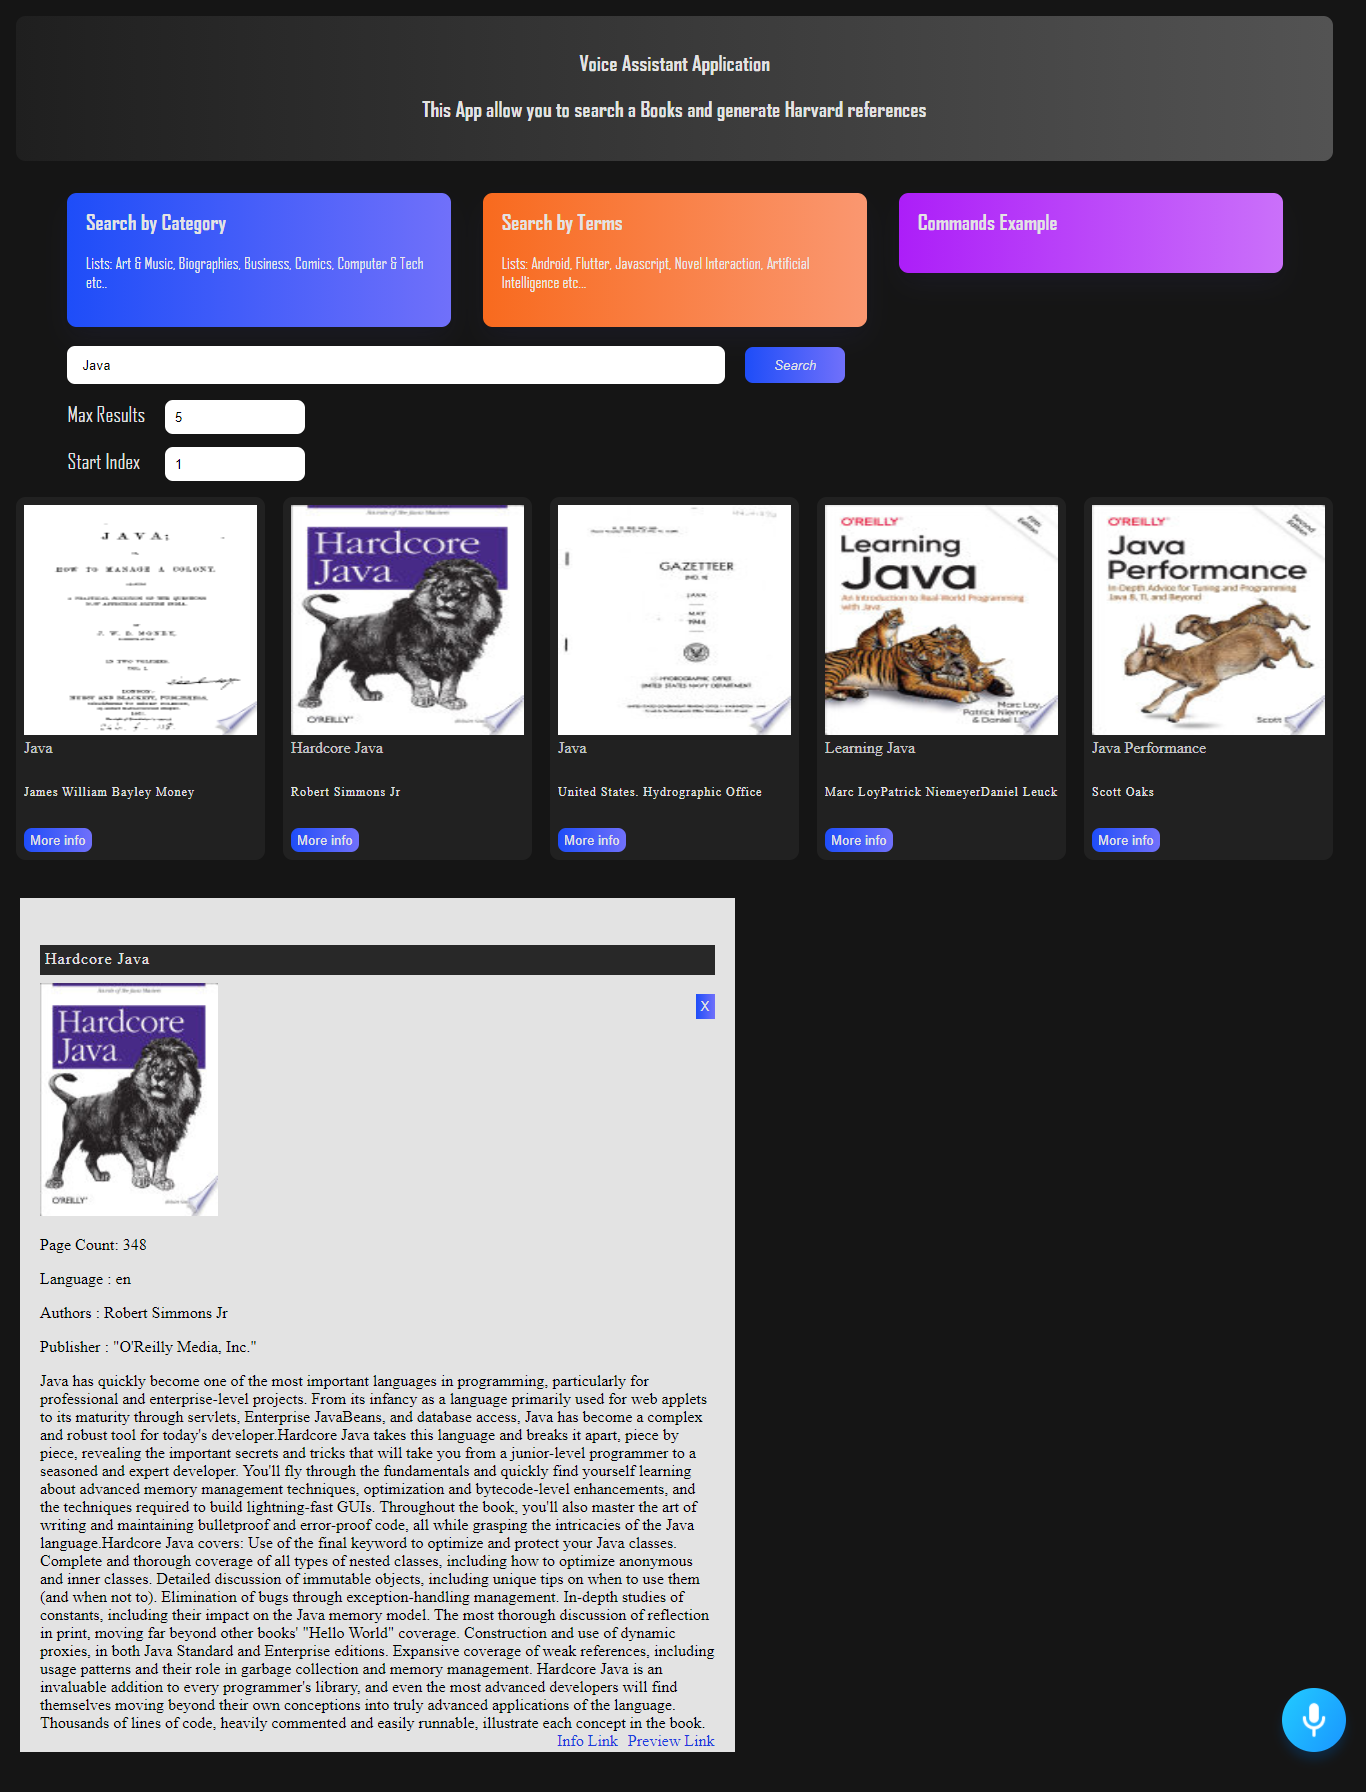 Voice Assistant Application
This App allow you to search a Books and generate Harvard references
Search by Category
Lists: Art & Music, Biographies, Business, Comics, Computer & Tech
etc..
Search by Terms
Lists: Android, Flutter, Javascript, Novel Interaction, Artificial
Intelligence etc...
Commands Example
Java
Search
Max Results
5
Start Index
1
JAVA;
HOW TO MANAGE A COLONY.
J. W. B. MONEY,
IN TWO VOLUMES.
VOL. I.
LONDON:
HURST AND BLACKETT, PUBLISHERS,
Java
James William Bayley Money
More info
Hardcore
Java
O'REILLY
Hardcore Java
Robert Simmons Jr
More info
GAZETTEER
JAVA
MAY
1944
HYDROGRAPHIC OFFICE
UNITED STATES NAVY DEPARTMENT
Java
United States. Hydrographic Office
More info
O'REILLY
Fifth
Edition
Learning
Java
An Introduction to Real-World Programming
with Java
Marc Loy,
Patrick Niemeyer
& Daniel
Learning Java
Marc LoyPatrick NiemeyerDaniel Leuck
More info
O'REILLY
Second
Edition
Java
Performance
In-Depth Advice for Tuning and Programming
Java 8, 11, and Beyond
Scott
Java Performance
Scott Oaks
More info
Hardcore Java
X
Hardcore
Java
O'REILLY
Page Count: 348
Language : en
Authors : Robert Simmons Jr
Publisher : "O'Reilly Media, Inc."
Java has quickly become one of the most important languages in programming, particularly for
professional and enterprise-level projects. From its infancy as a language primarily used for web applets
to its maturity through servlets, Enterprise JavaBeans, and database access, Java has become a complex
and robust tool for today's developer.Hardcore Java takes this language and breaks it apart, piece by
piece, revealing the important secrets and tricks that will take you from a junior-level programmer to a
seasoned and expert developer. You'll fly through the fundamentals and quickly find yourself learning
about advanced memory management techniques, optimization and bytecode-level enhancements, and
the techniques required to build lightning-fast GUIs. Throughout the book, you'll also master the art of
writing and maintaining bulletproof and error-proof code, all while grasping the intricacies of the Java
language.Hardcore Java covers: Use of the final keyword to optimize and protect your Java classes.
Complete and thorough coverage of all types of nested classes, including how to optimize anonymous
and inner classes. Detailed discussion of immutable objects, including unique tips on when to use them
(and when not to). Elimination of bugs through exception-handling management. In-depth studies of
constants, including their impact on the Java memory model. The most thorough discussion of reflection
in print, moving far beyond other books' "Hello World" coverage. Construction and use of dynamic
proxies, in both Java Standard and Enterprise editions. Expansive coverage of weak references, including
usage patterns and their role in garbage collection and memory management. Hardcore Java is an
invaluable addition to every programmer's library, and even the most advanced developers will find
themselves moving beyond their own conceptions into truly advanced applications of the language.
Thousands of lines of code, heavily commented and easily runnable, illustrate each concept in the book.
Info Link Preview Link